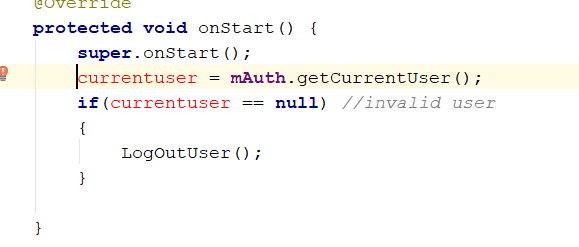 @Override
protected void onStart() {
super.onStart();
currentuser = mAuth.getCurrentUser();
if(currentuser == null) //invalid user
{
LogOutUser();
}
}